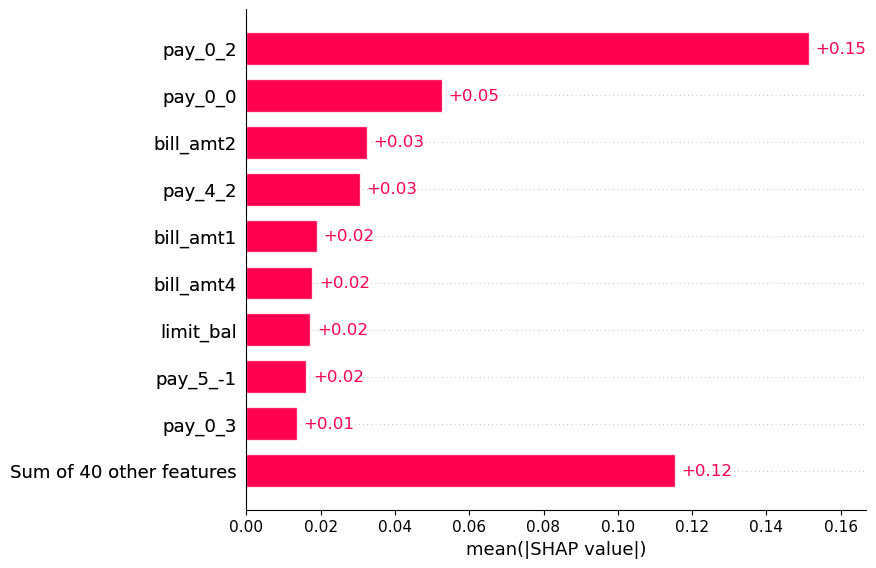 pay_0_2 +0.15
pay_0_0 +0.05
bill_amt2 +0.03
pay_4_2 +0.03
bill_amt1 +0.02
bill_amt4 +0.02
limit_bal +0.02
pay_5_-1 +0.02
pay_0_3 +0.01
Sum of 40 other features +0.12
0.00 0.02 0.04 0.06 0.08 0.10 0.12 0.14 0.16
mean(|SHAP value|)